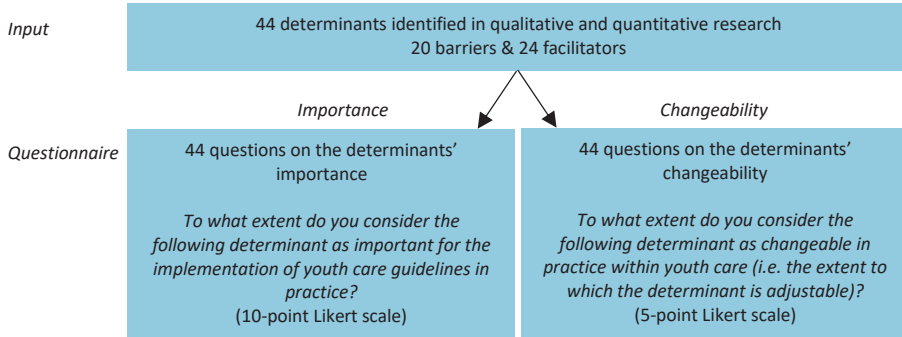 Input
44 determinants identified in qualitative and quantitative research
20 barriers & 24 facilitators
Importance
Changeability
Questionnaire
44 questions on the determinants'
importance
To what extent do you consider the
following determinant as important for the
implementation of youth care guidelines in
practice?
(10-point Likert scale)
44 questions on the determinants'
changeability
To what extent do you consider the
following determinant as changeable in
practice within youth care (i.e. the extent to
which the determinant is adjustable)?
(5-point Likert scale)